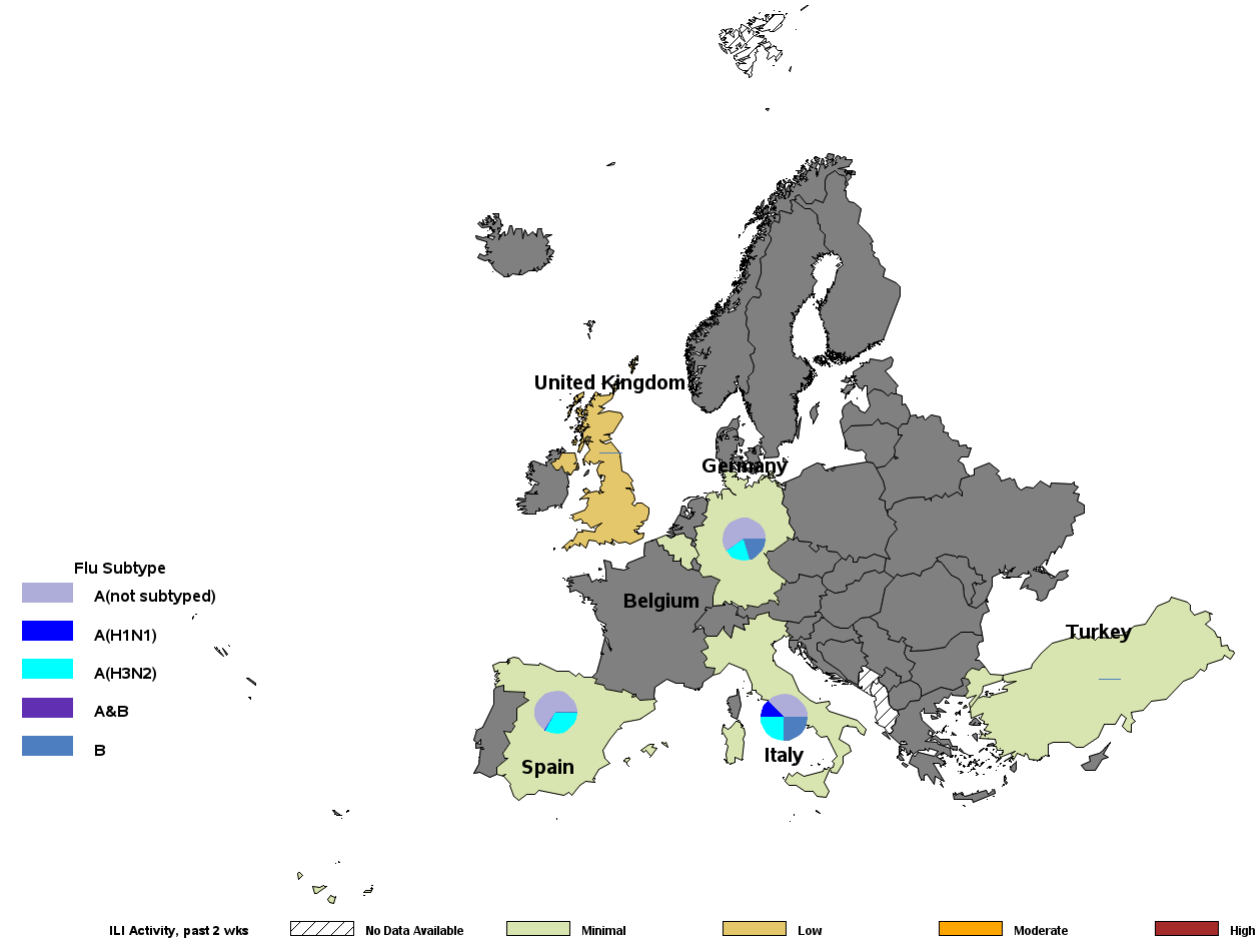 United Kingdom
Germany
Belgium
Turkey
Spain
Italy
Flu Subtype
A(not subtyped)
A(H1N1)
A(H3N2)
A&B
B
ILI Activity, past 2 wks
No Data Available
Minimal
Low
Moderate
High